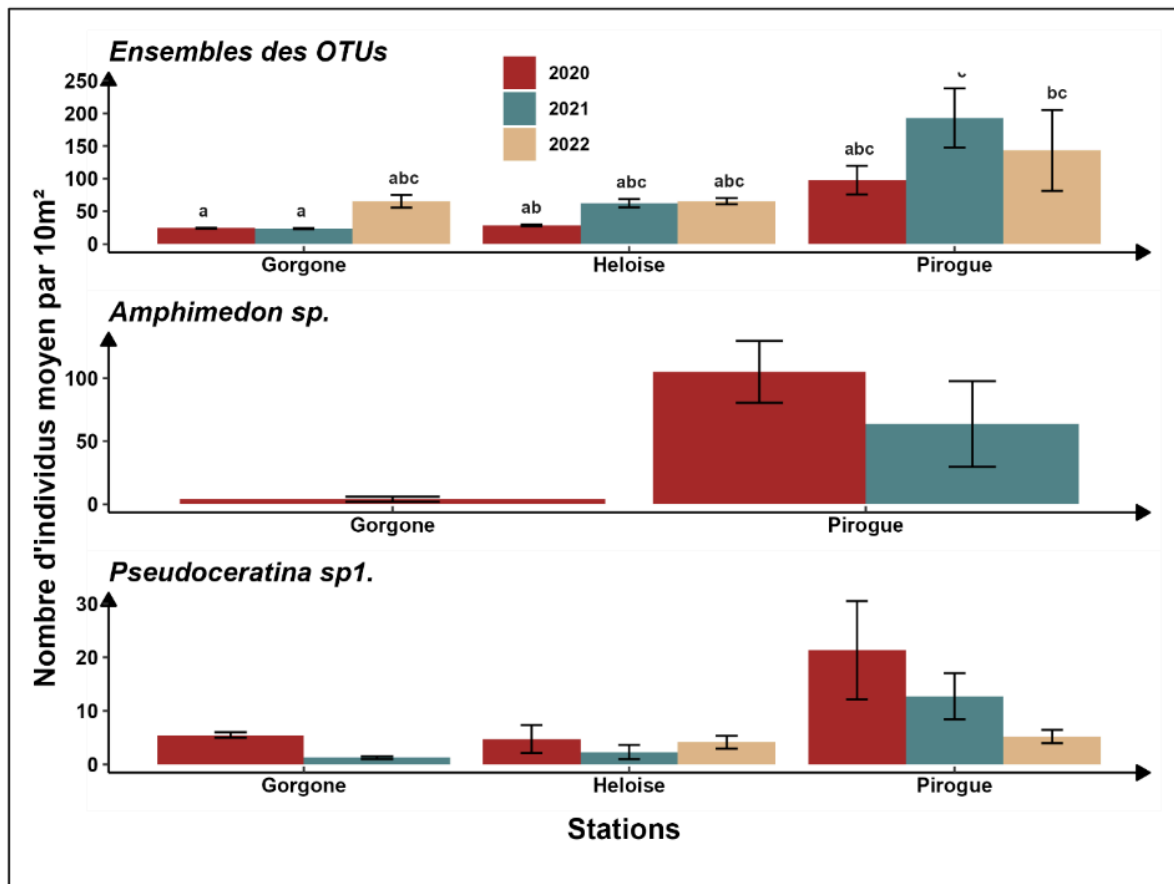 Ensembles des OTUs
2020
2021
2022
250
200
150
100
50
0
a
a
abc
ab
abc
abc
abc
c
bc
Gorgone
Heloise
Pirogue
Nombre d'individus moyen par 10m²
Amphimedon sp.
100
50
0
Gorgone
Pirogue
Pseudoceratina sp1.
30
20
10
0
Gorgone
Heloise
Pirogue
Stations